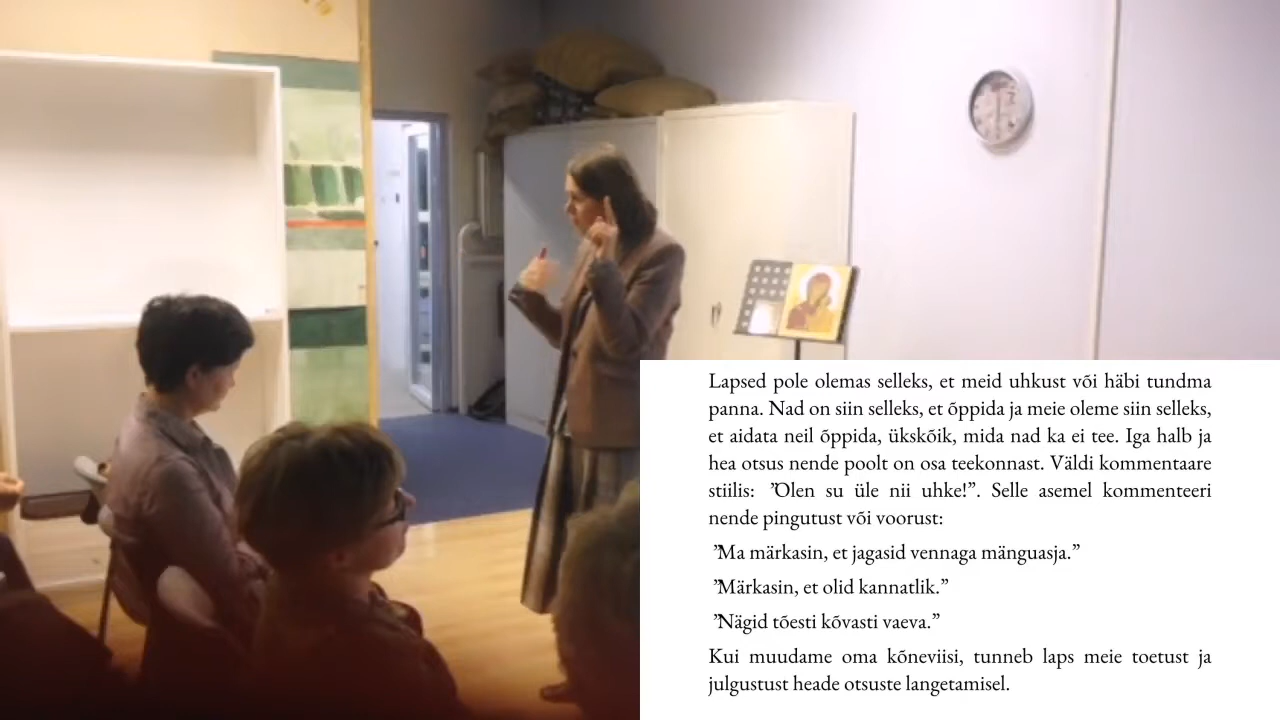 Lapsed pole olemas selleks, et meid uhkust või häbi tundma
panna. Nad on siin selleks, et õppida ja meie oleme siin selleks,
et aidata neil õppida, ükskõik, mida nad ka ei tee. Iga halb ja
hea otsus nende poolt on osa teekonnast. Väldi kommentaare
stiilis: ”Olen su üle nii uhke!”. Selle asemel kommenteeri
nende pingutust või voorust:
”Ma märkasin, et jagasid vennaga mänguasja.”
”Märkasin, et olid kannatlik.”
”Nägid tõesti kõvasti vaeva.”
Kui muudame oma kõneviisi, tunneb laps meie toetust ja
julgustust heade otsuste langetamisel.